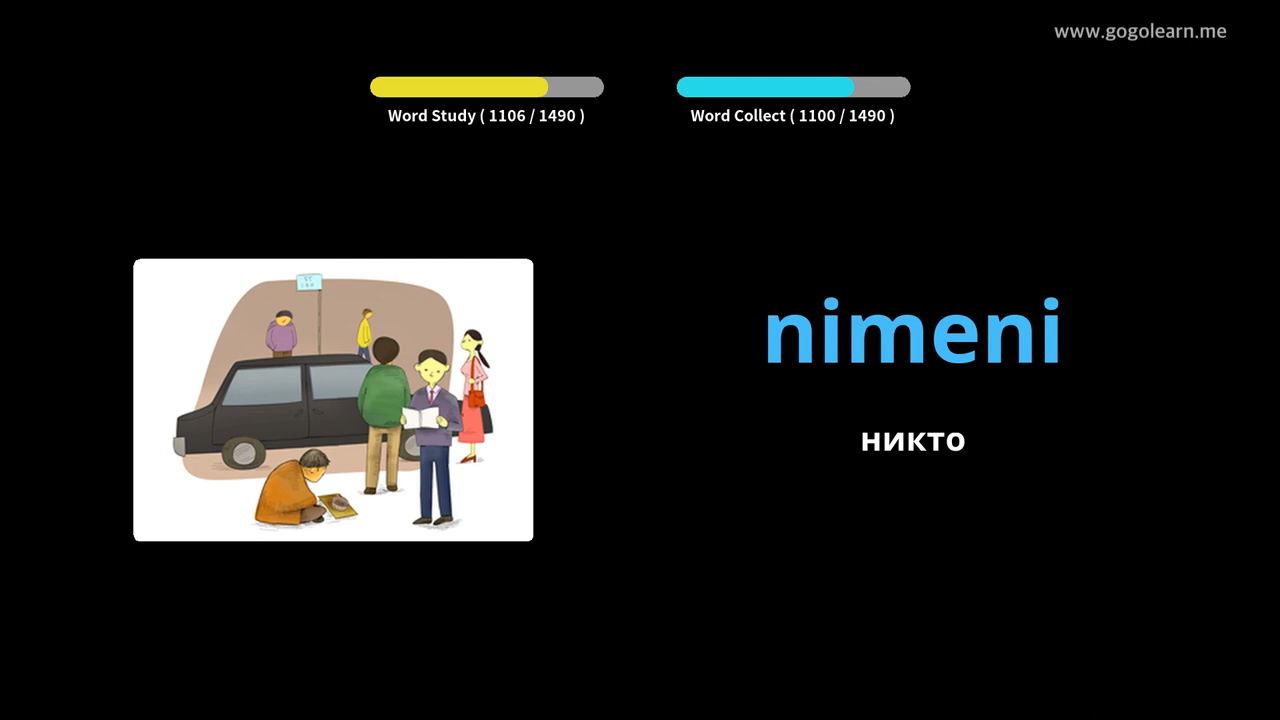 www.gogolearn.me
Word Study ( 1106 / 1490 )
Word Collect ( 1100 / 1490 )
nimeni
никто